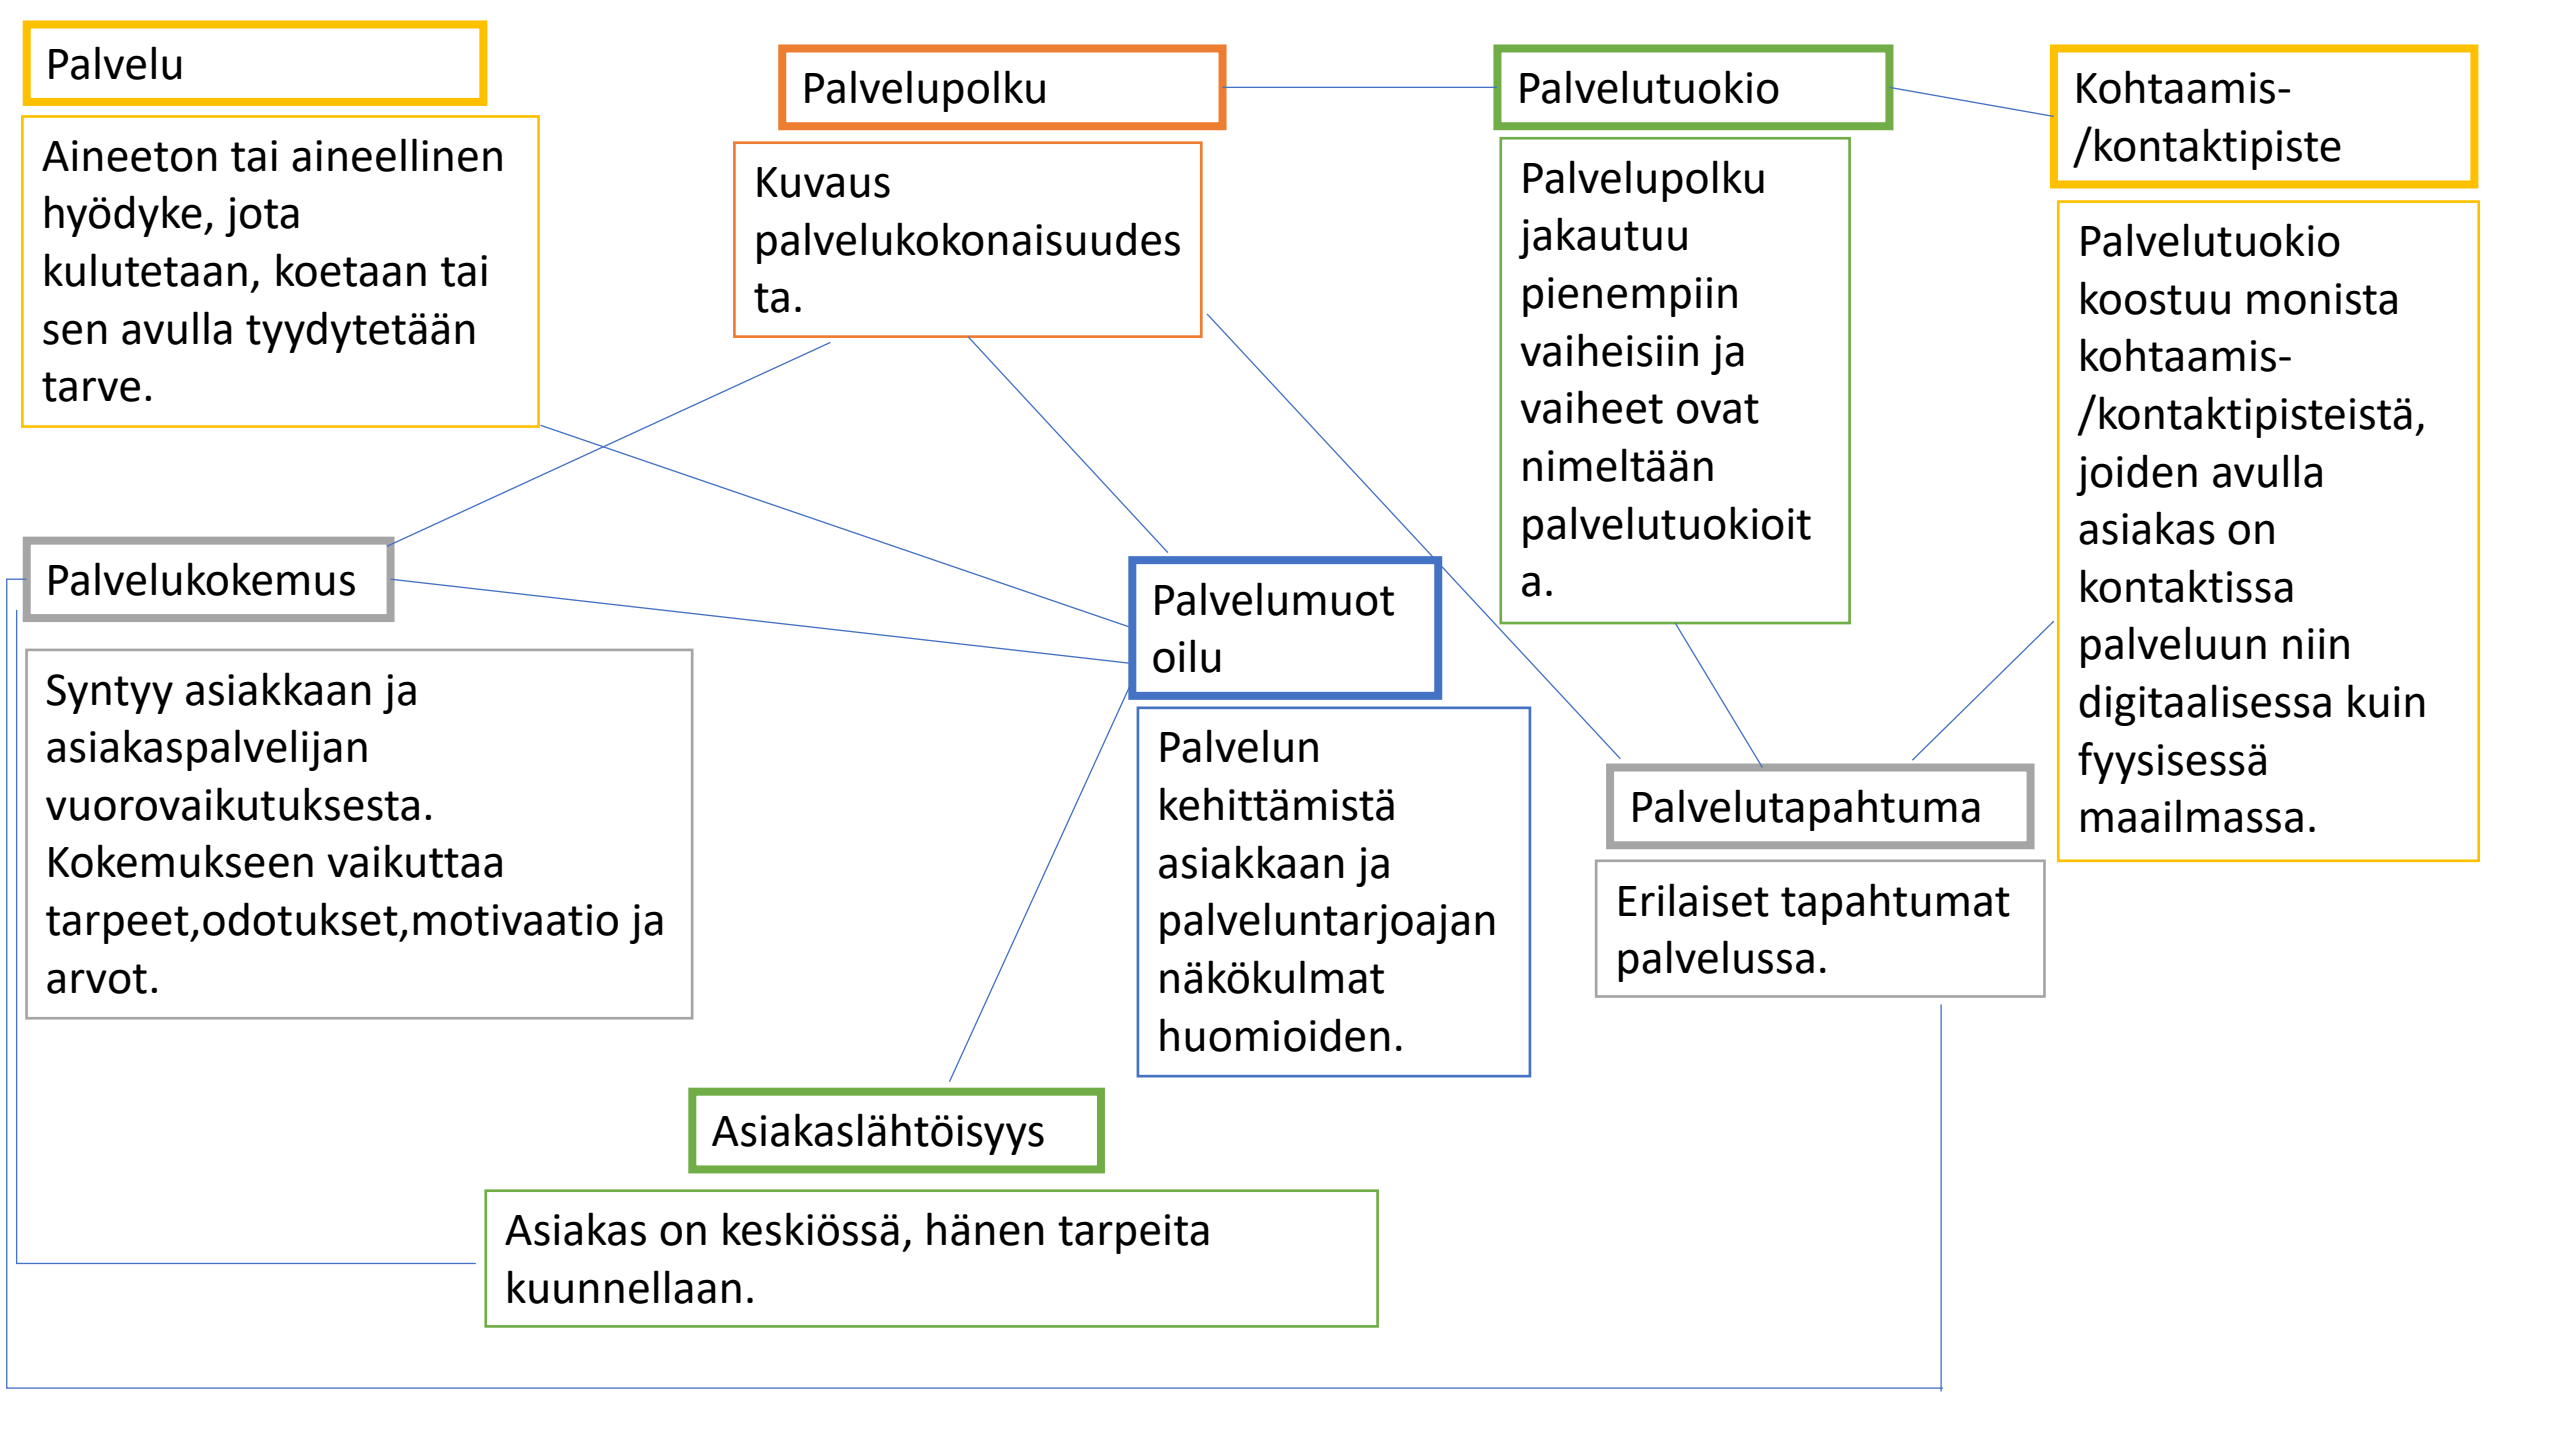 Palvelu
Aineeton tai aineellinen
hyödyke, jota
kulutetaan, koetaan tai
sen avulla tyydytetään
tarve.
Palvelupolku
Kuvaus
palvelukokonaisuudes
ta.
Palvelutuokio
Palvelupolku
jakautuu
pienempiin
vaiheisiin ja
vaiheet ovat
nimeltään
palvelutuokioit
a.
Kohtaamis-
/kontaktipiste
Palvelutuokio
koostuu monista
kohtaamis-
/kontaktipisteistä,
joiden avulla
asiakas on
kontaktissa
palveluun niin
digitaalisessa kuin
fyysisessä
maailmassa.
Palvelukokemus
Syntyy asiakkaan ja
asiakaspalvelijan
vuorovaikutuksesta.
Kokemukseen vaikuttaa
tarpeet,odotukset,motivaatio ja
arvot.
Palvelumuot
oilu
Palvelun
kehittämistä
asiakkaan ja
palveluntarjoajan
näkökulmat
huomioiden.
Palvelutapahtuma
Erilaiset tapahtumat
palvelussa.
Asiakaslähtöisyys
Asiakas on keskiössä, hänen tarpeita
kuunnellaan.